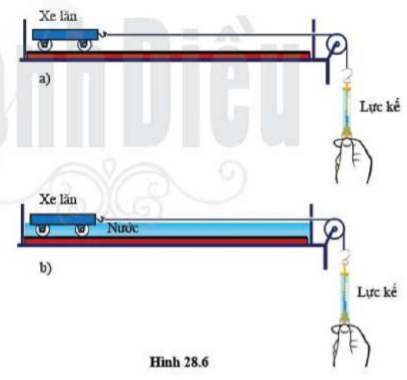 Xe lăn
a)
Lực kế
Xe lăn
Nước
b)
Lực kế
Hình 28.6